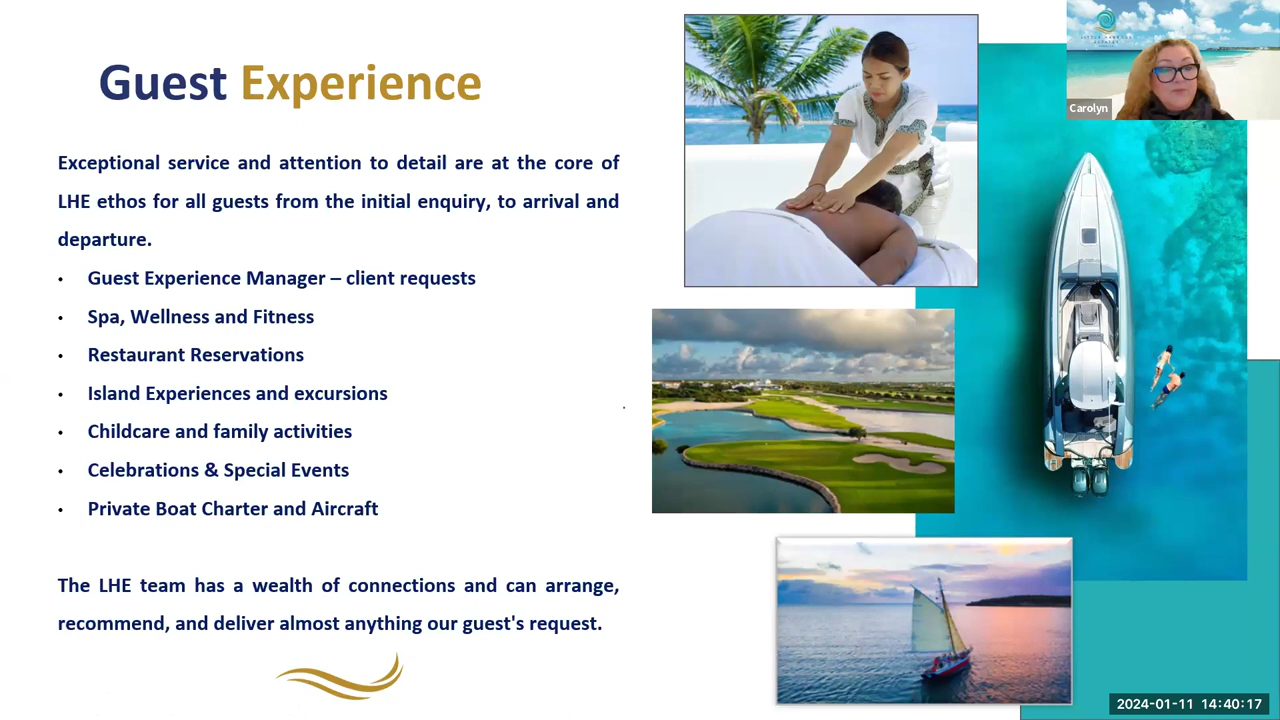 Guest Experience
Exceptional service and attention to detail are at the core of
LHE ethos for all guests from the initial enquiry, to arrival and
departure.
• Guest Experience Manager – client requests
• Spa, Wellness and Fitness
• Restaurant Reservations
• Island Experiences and excursions
• Childcare and family activities
• Celebrations & Special Events
• Private Boat Charter and Aircraft
The LHE team has a wealth of connections and can arrange,
recommend, and deliver almost anything our guest's request.
Carolyn
2024-01-11 14:40:17